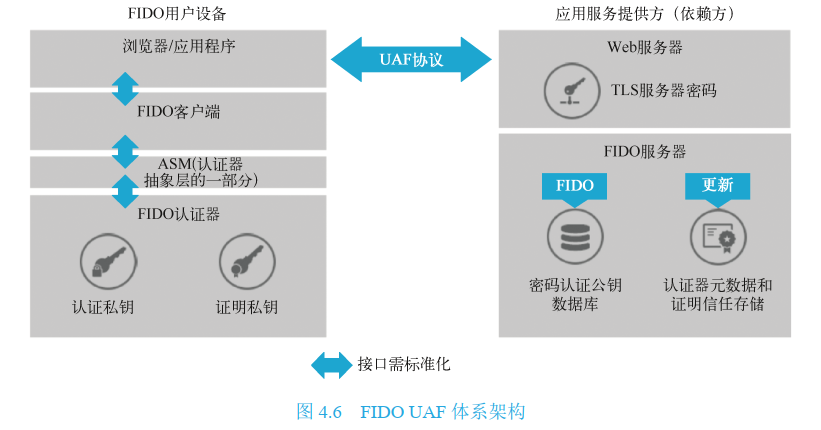 FIDO用户设备
浏览器/应用程序
FIDO客户端
ASM(认证器
抽象层的一部分)
FIDO认证器
认证私钥
证明私钥
UAF协议
应用服务提供方（依赖方）
Web服务器
TLS服务器密码
FIDO服务器
FIDO
更新
密码认证公钥
数据库
认证器元数据和
证明信任存储
接口需标准化
图 4.6 FIDO UAF 体系架构